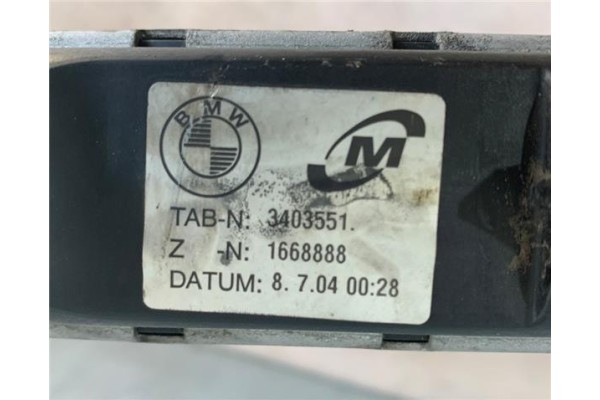 BMW M
TAB-N: 3403551.
Z -N: 1668888
DATUM: 8. 7.04 00:28